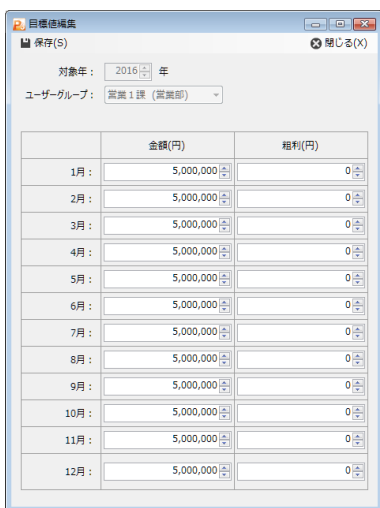 目標値編集
保存(S) 閉じる(X)
対象年： 2016 年
ユーザーグループ： 営業１課 (営業部)
金額(円) 粗利(円)
1月： 5,000,000 0
2月： 5,000,000 0
3月： 5,000,000 0
4月： 5,000,000 0
5月： 5,000,000 0
6月： 5,000,000 0
7月： 5,000,000 0
8月： 5,000,000 0
9月： 5,000,000 0
10月： 5,000,000 0
11月： 5,000,000 0
12月： 5,000,000 0